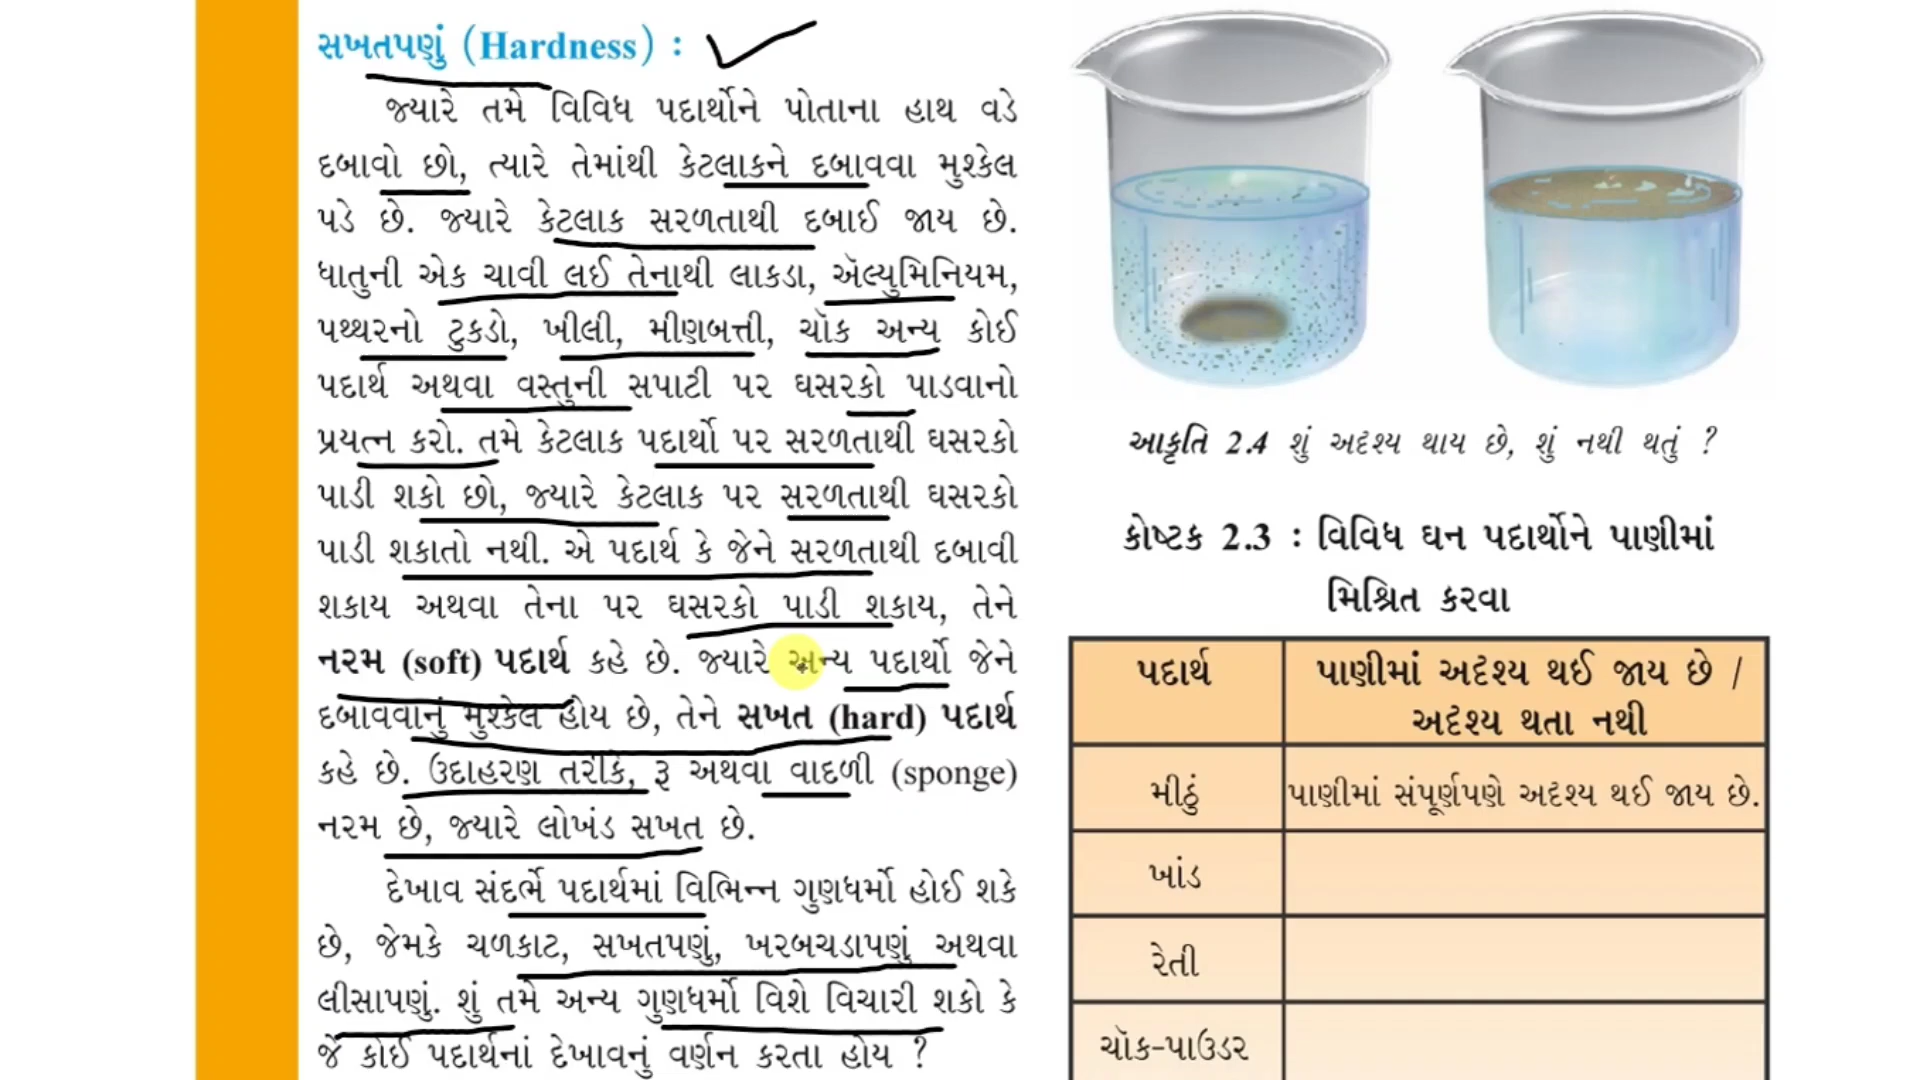 સખતપણું (Hardness) :
જ્યારે તમે વિવિધ પદાર્થોને પોતાના હાથ વડે
દબાવો છો, ત્યારે તેમાંથી કેટલાકને દબાવવા મુશ્કેલ
પડે છે. જ્યારે કેટલાક સરળતાથી દબાઈ જાય છે.
ધાતુની એક ચાવી લઈ તેનાથી લાકડા, ઍલ્યુમિનિયમ,
પથ્થરનો ટુકડો, ખીલી, મીણબત્તી, ચૉક અન્ય કોઈ
પદાર્થ અથવા વસ્તુની સપાટી પર ઘસરકો પાડવાનો
પ્રયત્ન કરો. તમે કેટલાક પદાર્થો પર સરળતાથી ઘસરકો
પાડી શકો છો, જ્યારે કેટલાક પર સરળતાથી ઘસરકો
પાડી શકાતો નથી. એ પદાર્થ કે જેને સરળતાથી દબાવી
શકાય અથવા તેના પર ઘસરકો પાડી શકાય, તેને
નરમ (soft) પદાર્થ કહે છે. જ્યારે અન્ય પદાર્થો જેને
દબાવવાનું મુશ્કેલ હોય છે, તેને સખત (hard) પદાર્થ
કહે છે. ઉદાહરણ તરીકે, રૂ અથવા વાદળી (sponge)
નરમ છે, જ્યારે લોખંડ સખત છે.
દેખાવ સંદર્ભે પદાર્થમાં વિભિન્ન ગુણધર્મો હોઈ શકે
છે, જેમકે ચળકાટ, સખતપણું, ખરબચડાપણું અથવા
લીસાપણું. શું તમે અન્ય ગુણધર્મો વિશે વિચારી શકો કે
જે કોઈ પદાર્થનાં દેખાવનું વર્ણન કરતા હોય ?
આકૃતિ 2.4 શું અદૃશ્ય થાય છે, શું નથી થતું ?
કોષ્ટક 2.3 : વિવિધ ઘન પદાર્થોને પાણીમાં
મિશ્રિત કરવા
પદાર્થ
પાણીમાં અદૃશ્ય થઈ જાય છે /
અદૃશ્ય થતા નથી
મીઠું
પાણીમાં સંપૂર્ણપણે અદૃશ્ય થઈ જાય છે.
ખાંડ
રેતી
ચૉક-પાઉડર